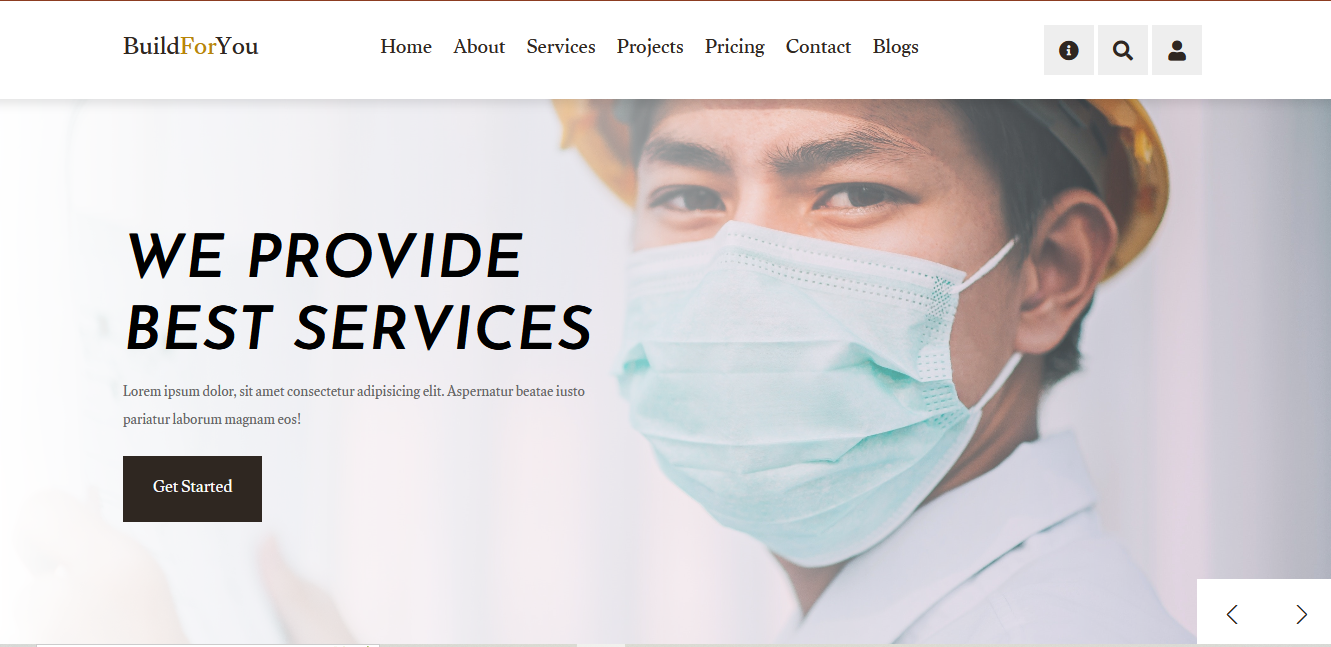 BuildForYou
Home About Services Projects Pricing Contact Blogs
WE PROVIDE
BEST SERVICES
Lorem ipsum dolor, sit amet consectetur adipisicing elit. Aspernatur beatae iusto
pariatur laborum magnam eos!
Get Started